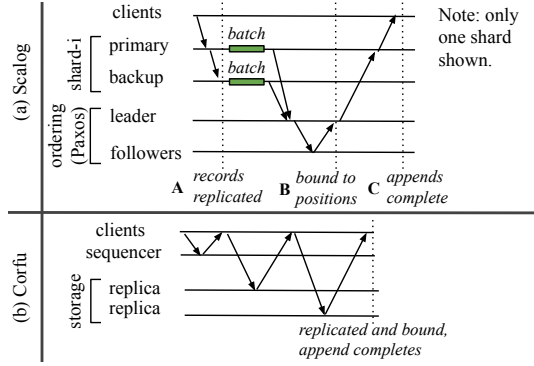 (a) Scalog
clients
Note: only
one shard
shown.
shard-i
primary
batch
backup
batch
ordering
(Paxos)
leader
followers
A records
replicated
B bound to
positions
C appends
complete
(b) Corfu
clients
sequencer
storage
replica
replica
replicated and bound,
append completes